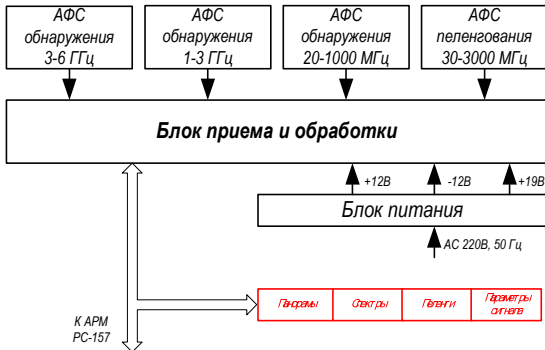 АФС
обнаружения
3-6 ГГц
АФС
обнаружения
1-3 ГГц
АФС
обнаружения
20-1000 МГц
АФС
пеленгования
30-3000 МГц
Блок приема и обработки
+12В
-12В
+19В
Блок питания
АС 220В, 50 Гц
Панорамы
Спектры
Пеленги
Параметры
сигнала
К АРМ
РС-157